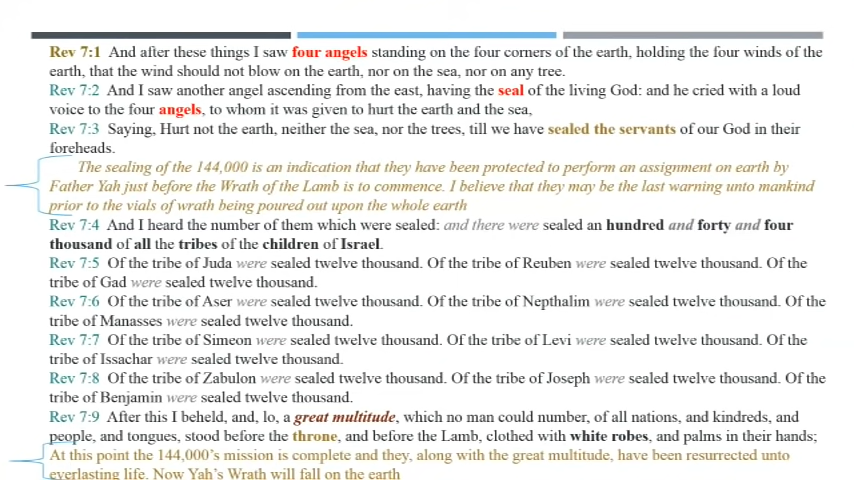 Rev 7:1 And after these things I saw four angels standing on the four corners of the earth, holding the four winds of the
earth, that the wind should not blow on the earth, nor on the sea, nor on any tree.
Rev 7:2 And I saw another angel ascending from the east, having the seal of the living God: and he cried with a loud
voice to the four angels, to whom it was given to hurt the earth and the sea,
Rev 7:3 Saying, Hurt not the earth, neither the sea, nor the trees, till we have sealed the servants of our God in their
foreheads.
The sealing of the 144,000 is an indication that they have been protected to perform an assignment on earth by
Father Yah just before the Wrath of the Lamb is to commence. I believe that they may be the last warning unto mankind
prior to the vials of wrath being poured out upon the whole earth
Rev 7:4 And I heard the number of them which were sealed: and there were sealed an hundred and forty and four
thousand of all the tribes of the children of Israel.
Rev 7:5 Of the tribe of Juda were sealed twelve thousand. Of the tribe of Reuben were sealed twelve thousand. Of the
tribe of Gad were sealed twelve thousand.
Rev 7:6 Of the tribe of Aser were sealed twelve thousand. Of the tribe of Nepthalim were sealed twelve thousand. Of the
tribe of Manasses were sealed twelve thousand.
Rev 7:7 Of the tribe of Simeon were sealed twelve thousand. Of the tribe of Levi were sealed twelve thousand. Of the
tribe of Issachar were sealed twelve thousand.
Rev 7:8 Of the tribe of Zabulon were sealed twelve thousand. Of the tribe of Joseph were sealed twelve thousand. Of the
tribe of Benjamin were sealed twelve thousand.
Rev 7:9 After this I beheld, and, lo, a great multitude, which no man could number, of all nations, and kindreds, and
people, and tongues, stood before the throne, and before the Lamb, clothed with white robes, and palms in their hands;
At this point the 144,000's mission is complete and they, along with the great multitude, have been resurrected unto
everlasting life. Now Yah's Wrath will fall on the earth